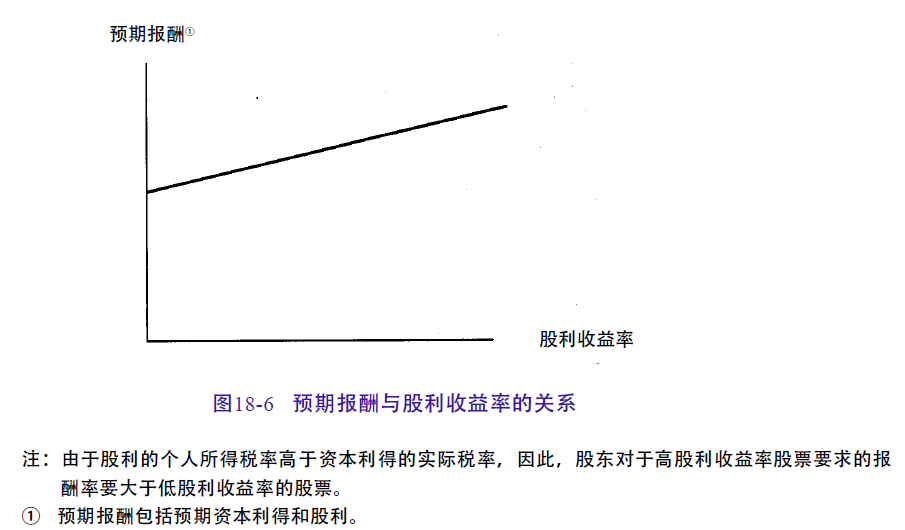 预期报酬①
股利收益率
图18-6 预期报酬与股利收益率的关系
注：由于股利的个人所得税率高于资本利得的实际税率，因此，股东对于高股利收益率股票要求的报
酬率要大于低股利收益率的股票。
① 预期报酬包括预期资本利得和股利。